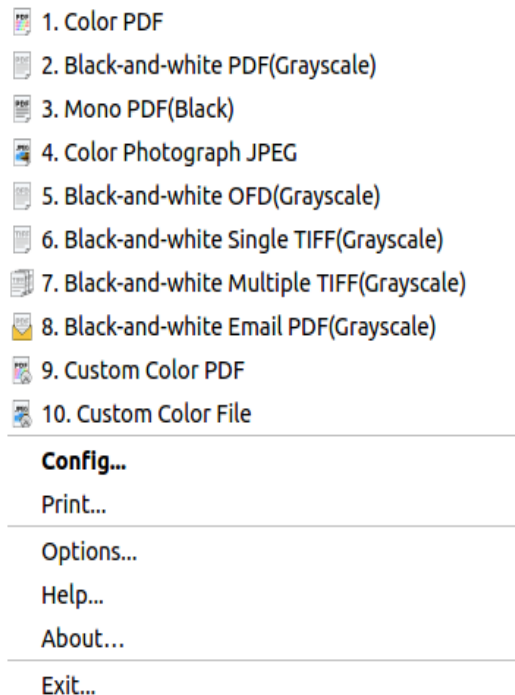 1. Color PDF
2. Black-and-white PDF(Grayscale)
3. Mono PDF(Black)
4. Color Photograph JPEG
5. Black-and-white OFD(Grayscale)
6. Black-and-white Single TIFF(Grayscale)
7. Black-and-white Multiple TIFF(Grayscale)
8. Black-and-white Email PDF(Grayscale)
9. Custom Color PDF
10. Custom Color File
Config...
Print...
Options...
Help...
About...
Exit...